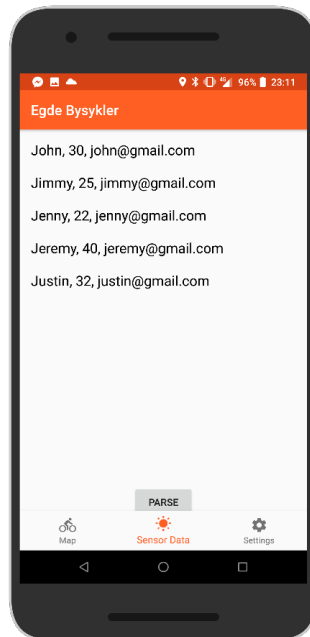 4G 96% 23:11
Egde Bysykler
John, 30, john@gmail.com
Jimmy, 25, jimmy@gmail.com
Jenny, 22, jenny@gmail.com
Jeremy, 40, jeremy@gmail.com
Justin, 32, justin@gmail.com
PARSE
Map Sensor Data Settings